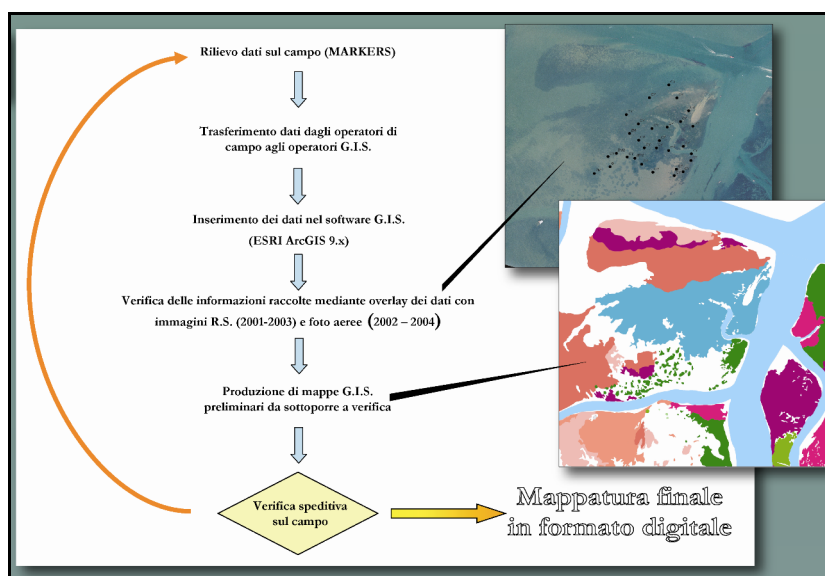 Rilievo dati sul campo (MARKERS)
Trasferimento dati dagli operatori di
campo agli operatori G.I.S.
Inserimento dei dati nel software G.I.S.
(ESRI ArcGIS 9.x)
Verifica delle informazioni raccolte mediante overlay dei dati con
immagini R.S. (2001-2003) e foto aeree (2002 – 2004)
Produzione di mappe G.I.S.
preliminari da sottoporre a verifica
Verifica speditiva
sul campo
Mappatura finale
in formato digitale